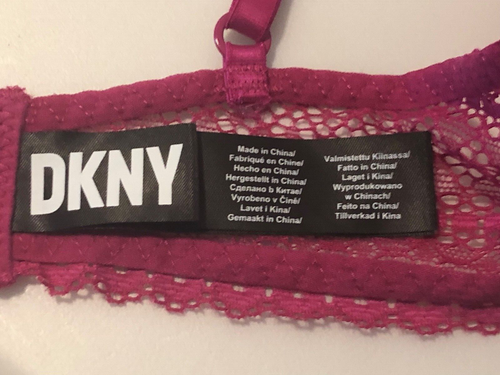 DKNY
Made in China/
Fabriqué en Chine/
Hecho en China/
Hergestellt in China/
Сделано в Китае/
Vyrobeno v Číně/
Lavet i Kina/
Gemaakt in China/
Valmistettu Kiinassa/
Fatto in China/
Laget i Kina/
Wyprodukowano
w Chinach/
Feito na China/
Tillverkad i Kina